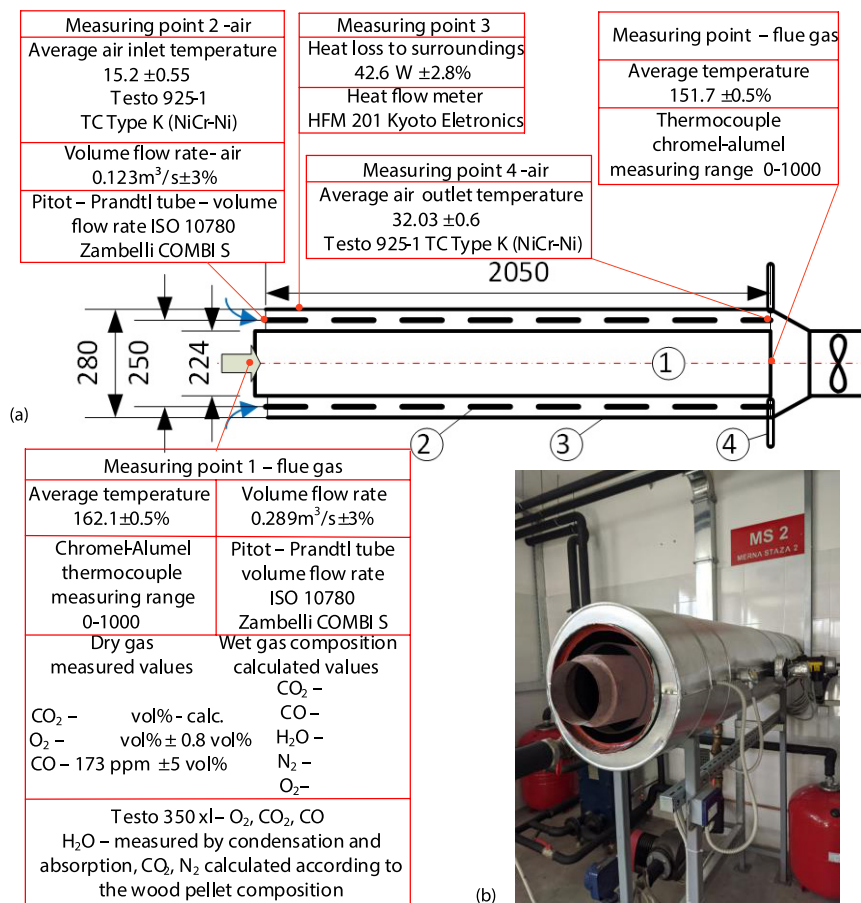 Measuring point 2 -air
Average air inlet temperature
15.2 ±0.55
Testo 925-1
TC Type K (NiCr-Ni)
Volume flow rate- air
0.123m³/s±3%
Pitot – Prandtl tube – volume
flow rate ISO 10780
Zambelli COMBI S
Measuring point 3
Heat loss to surroundings
42.6 W ±2.8%
Heat flow meter
HFM 201 Kyoto Eletronics
Measuring point – flue gas
Average temperature
151.7 ±0.5%
Thermocouple
chromel-alumel
measuring range 0-1000
Measuring point 4 -air
Average air outlet temperature
32.03 ±0.6
Testo 925-1 TC Type K (NiCr-Ni)
2050
280
250
224
1
2
3
4
(a)
Measuring point 1 – flue gas
Average temperature
162.1±0.5%
Volume flow rate
0.289m³/s±3%
Chromel-Alumel
thermocouple
measuring range
0-1000
Pitot – Prandtl tube
volume flow rate
ISO 10780
Zambelli COMBI S
Dry gas
measured values
Wet gas composition
calculated values
CO₂ – vol% - calc.
O₂ – vol% ± 0.8 vol%
CO – 173 ppm ±5 vol%
CO₂ –
CO –
H₂O –
N₂ –
O₂–
Testo 350 xl – O₂, CO₂, CO
H₂O – measured by condensation and
absorption, CO₂, N₂ calculated according to
the wood pellet composition
MS 2
MERNA STAZA 2
(b)